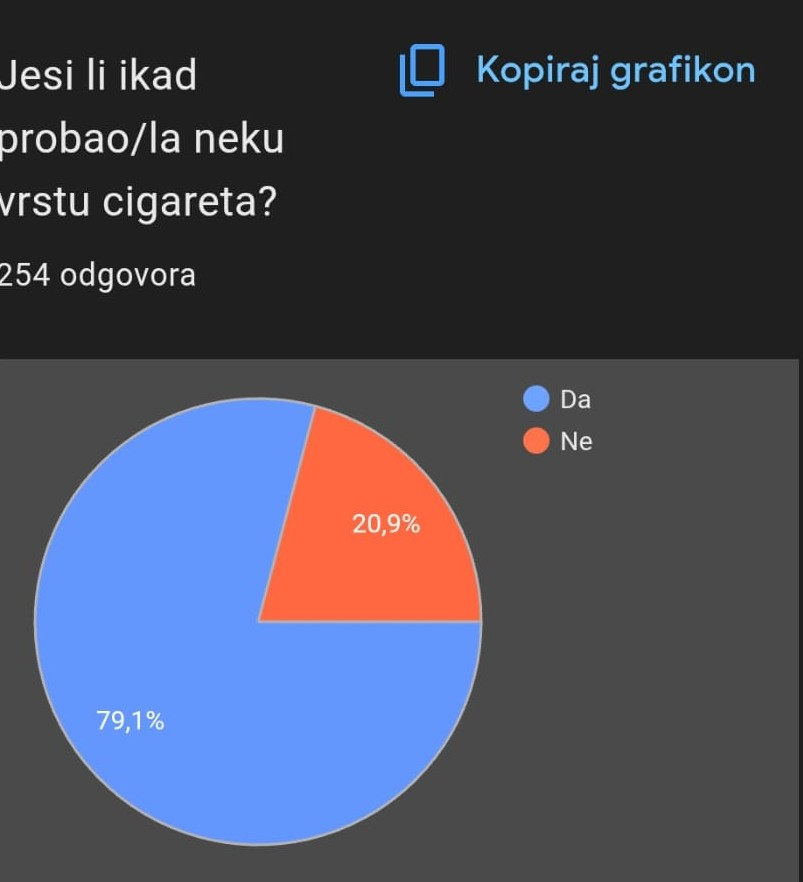 Jesi li ikad
probao/la neku
vrstu cigareta?
254 odgovora
Kopiraj grafikon
Da
Ne
20,9%
79,1%